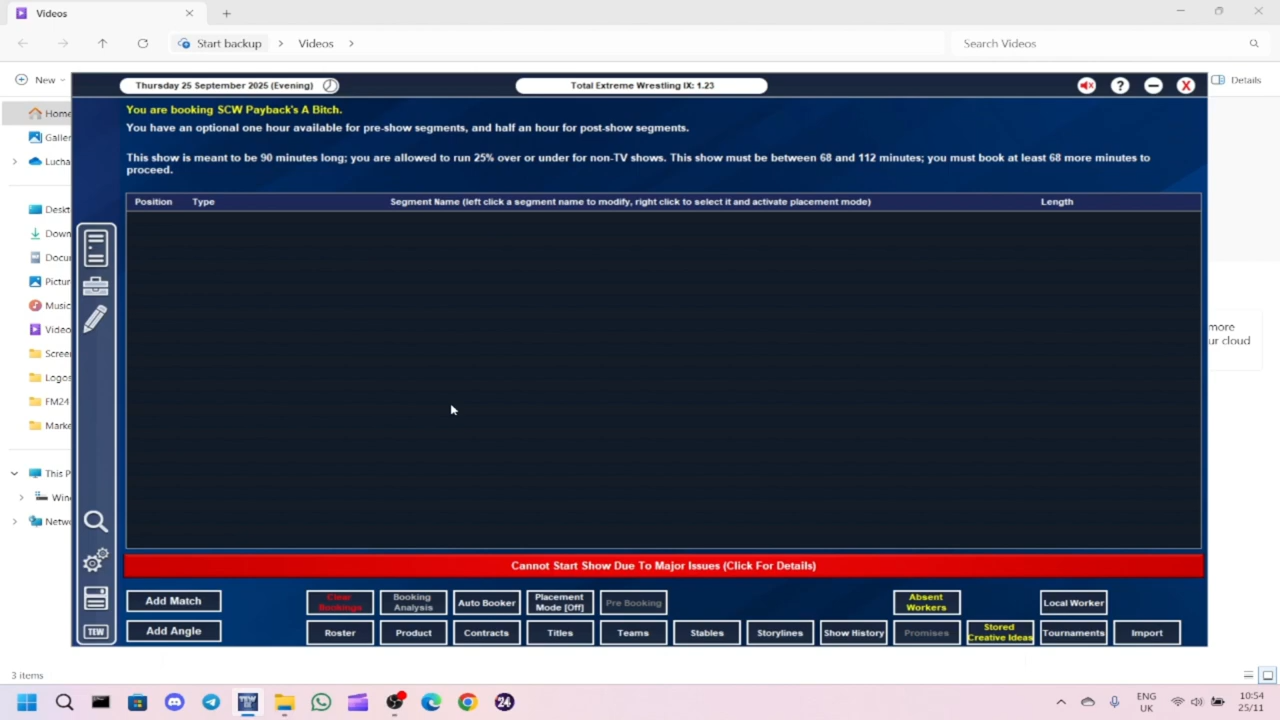 Videos
Start backup
Videos
Search Videos
New
Details
Thursday 25 September 2025 (Evening)
Total Extreme Wrestling IX: 1.23
?
X
You are booking SCW Payback's A Bitch.
You have an optional one hour available for pre-show segments, and half an hour for post-show segments.
This show is meant to be 90 minutes long; you are allowed to run 25% over or under for non-TV shows. This show must be between 68 and 112 minutes; you must book at least 68 more minutes to
proceed.
Position Type Segment Name (left click a segment name to modify, right click to select it and activate placement mode) Length
Home
Galler
Lucha
Deskt
Down
Docu
Pictur
Music
Video
Screer
Logos
FM24
Marke
This P
Wind
Netwo
more
ur cloud
Cannot Start Show Due To Major Issues (Click For Details)
Add Match
Clear
Bookings
Booking
Analysis
Auto Booker
Placement
Mode [Off]
Pre Booking
Absent
Workers
Local Worker
TEW
Add Angle
Roster
Product
Contracts
Titles
Teams
Stables
Storylines
Show History
Promises
Stored
Creative Ideas
Tournaments
Import
3 items
TEW
24
ENG
UK
10:54
25/11